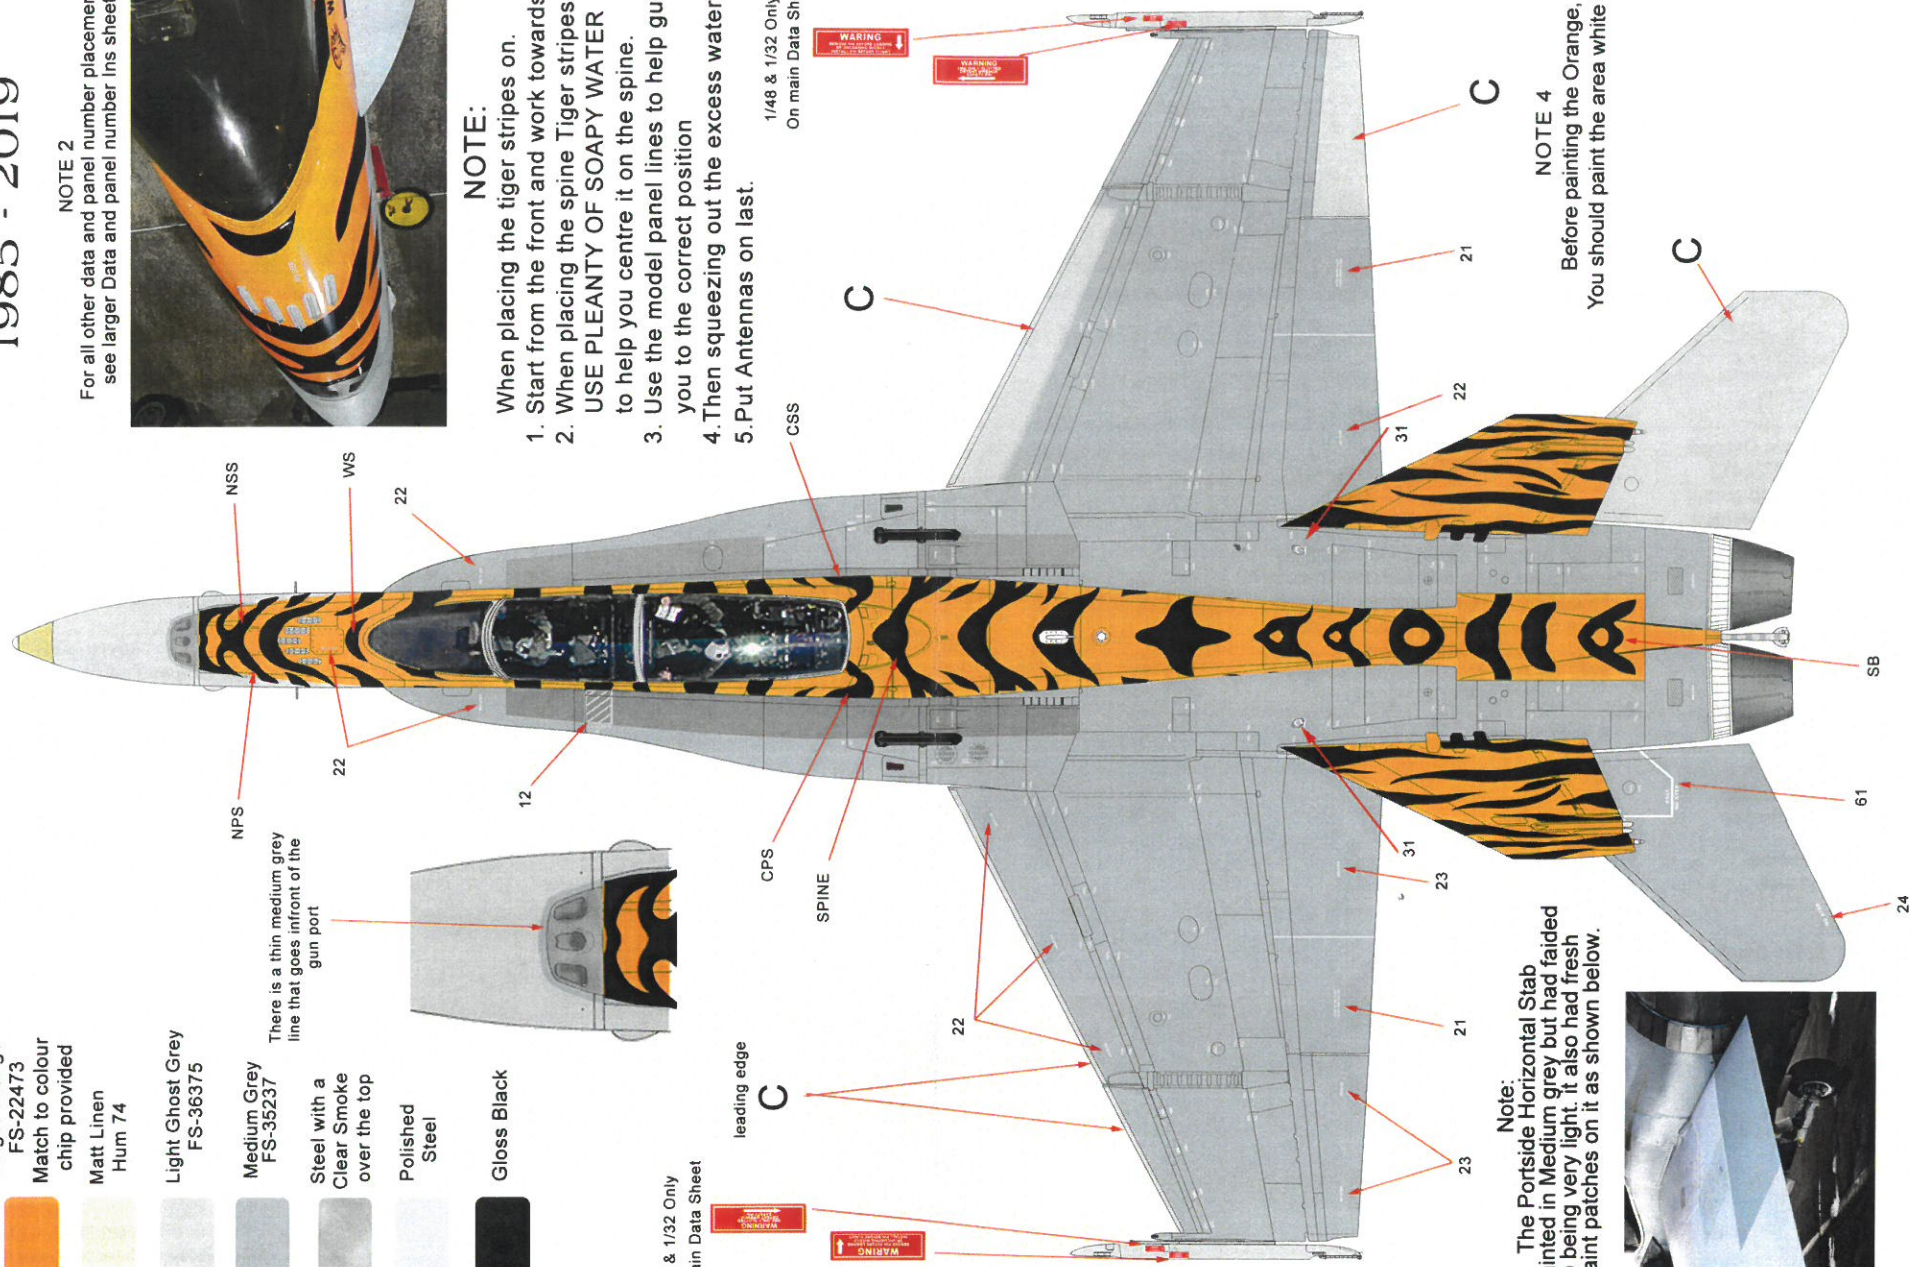 1985 - 2019
NOTE 2
For all other data and panel number placement
see larger Data and panel number Ins sheet
NOTE:
When placing the tiger stripes on.
1. Start from the front and work towards
2. When placing the spine Tiger stripes
USE PLEANTY OF SOAPY WATER
to help you centre it on the spine.
3. Use the model panel lines to help gu
you to the correct position
4. Then squeezing out the excess water
5. Put Antennas on last.
1/48 & 1/32 Only
On main Data Sh
WARING
WARNING
C
C
NOTE 4
Before painting the Orange,
You should paint the area white
C
21
22
31
NSS
WS
22
CSS
NPS
22
12
CPS
SPINE
SB
61
24
31
23
21
23
22
There is a thin medium grey
line that goes infront of the
gun port
FS-22473
Match to colour
chip provided
Matt Linen
Hum 74
Light Ghost Grey
FS-36375
Medium Grey
FS-35237
Steel with a
Clear Smoke
over the top
Polished
Steel
Gloss Black
leading edge
C
& 1/32 Only
ain Data Sheet
WARNING
WARING
Note:
The Portside Horizontal Stab
inted in Medium grey but had faided
being very light. it also had fresh
aint patches on it as shown below.